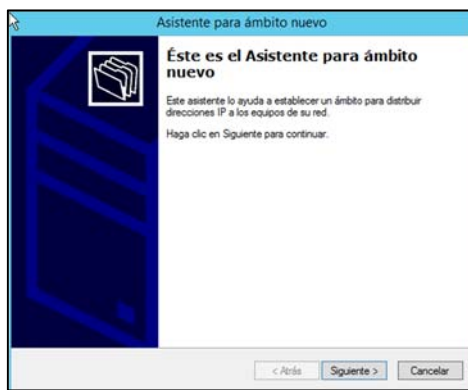 Asistente para ámbito nuevo
Éste es el Asistente para ámbito
nuevo
Este asistente lo ayuda a establecer un ámbito para distribuir
direcciones IP a los equipos de su red.
Haga clic en Siguiente para continuar.
< Atrás
Siguiente >
Cancelar